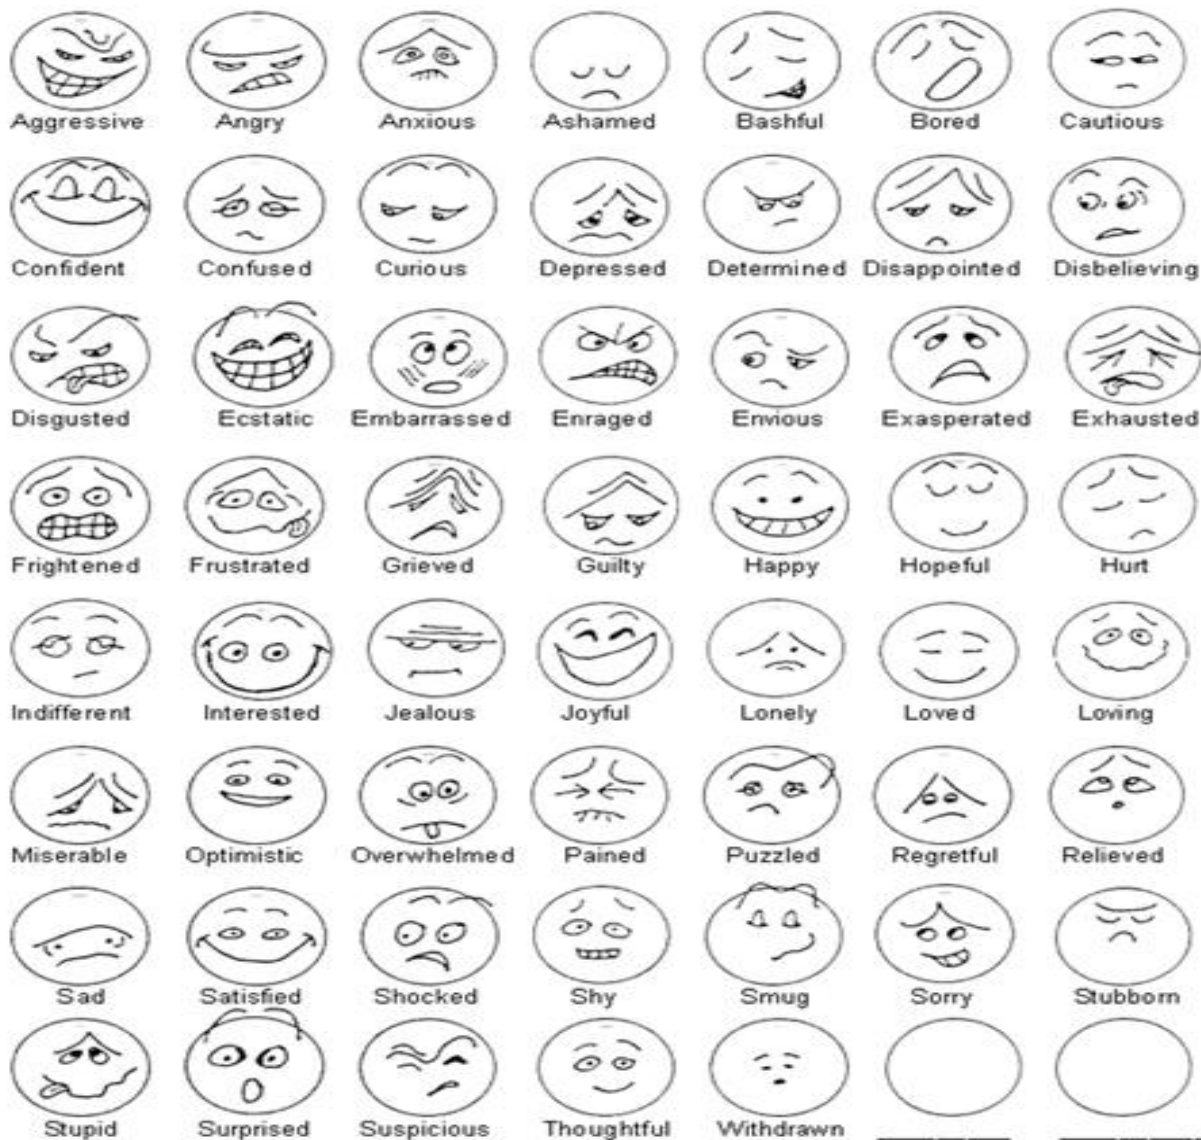 Aggressive Angry Anxious Ashamed Bashful Bored Cautious
Confident Confused Curious Depressed Determined Disappointed Disbelieving
Disgusted Ecstatic Embarrassed Enraged Envious Exasperated Exhausted
Frightened Frustrated Grieved Guilty Happy Hopeful Hurt
Indifferent Interested Jealous Joyful Lonely Loved Loving
Miserable Optimistic Overwhelmed Pained Puzzled Regretful Relieved
Sad Satisfied Shocked Shy Smug Sorry Stubborn
Stupid Surprised Suspicious Thoughtful Withdrawn